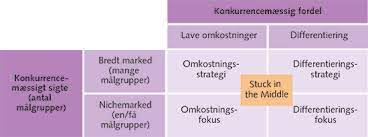 Konkurrencemæssig fordel
Lave omkostninger
Differentiering
Konkurrence-
mæssigt sigte
(antal
målgrupper)
Bredt marked
(mange
målgrupper)
Omkostnings-
strategi
Differentierings-
strategi
Stuck in
the Middle
Nichemarked
(en/få
målgrupper)
Omkostnings-
fokus
Differentierings-
fokus